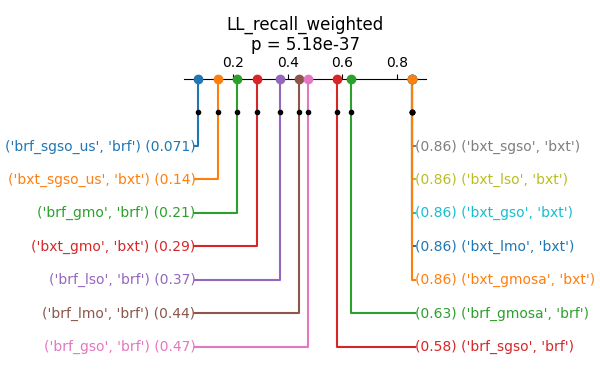 LL_recall_weighted
p = 5.18e-37
0.2 0.4 0.6 0.8
('brf_sgso_us', 'brf') (0.071) (0.86) ('bxt_sgso', 'bxt')
('bxt_sgso_us', 'bxt') (0.14) (0.86) ('bxt_lso', 'bxt')
('brf_gmo', 'brf') (0.21) (0.86) ('bxt_gso', 'bxt')
('bxt_gmo', 'bxt') (0.29) (0.86) ('bxt_lmo', 'bxt')
('brf_lso', 'brf') (0.37) (0.86) ('bxt_gmosa', 'bxt')
('brf_lmo', 'brf') (0.44) (0.63) ('brf_gmosa', 'brf')
('brf_gso', 'brf') (0.47) (0.58) ('brf_sgso', 'brf')